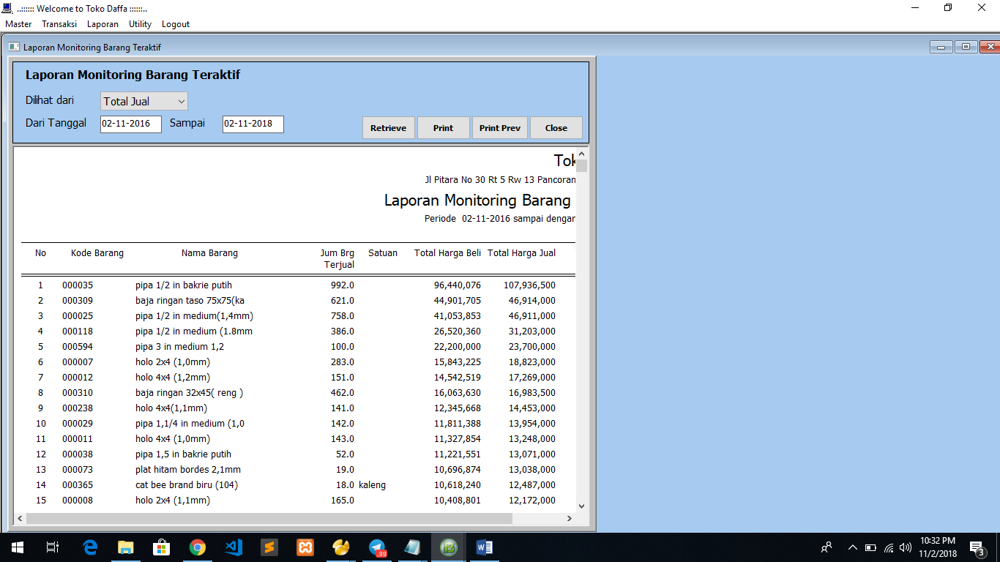 ..:::::: Welcome to Toko Daffa ::::::..
Master Transaksi Laporan Utility Logout
Laporan Monitoring Barang Teraktif
Laporan Monitoring Barang Teraktif
Dilihat dari Total Jual
Dari Tanggal 02-11-2016 Sampai 02-11-2018
Retrieve Print Print Prev Close
Tok
Jl Pitara No 30 Rt 5 Rw 13 Pancoran
Laporan Monitoring Barang
Periode 02-11-2016 sampai dengan
No Kode Barang Nama Barang Jum Brg Terjual Satuan Total Harga Beli Total Harga Jual
1 000035 pipa 1/2 in bakrie putih 992.0 96,440,076 107,936,500
2 000309 baja ringan taso 75x75(ka 621.0 44,901,705 46,914,000
3 000025 pipa 1/2 in medium(1,4mm) 758.0 41,053,853 46,911,000
4 000118 pipa 1/2 in medium (1.8mm 386.0 26,520,360 31,203,000
5 000594 pipa 3 in medium 1,2 100.0 22,200,000 23,700,000
6 000007 holo 2x4 (1,0mm) 283.0 15,843,225 18,823,000
7 000012 holo 4x4 (1,2mm) 151.0 14,542,519 17,269,000
8 000310 baja ringan 32x45( reng ) 462.0 16,063,630 16,983,500
9 000238 holo 4x4(1,1mm) 141.0 12,345,668 14,453,000
10 000029 pipa 1,1/4 in medium (1,0 142.0 11,811,388 13,954,000
11 000011 holo 4x4 (1,0mm) 143.0 11,327,854 13,248,000
12 000038 pipa 1,5 in bakrie putih 52.0 11,221,551 13,071,000
13 000073 plat hitam bordes 2,1mm 19.0 10,696,874 13,038,000
14 000365 cat bee brand biru (104) 18.0 kaleng 10,618,240 12,487,000
15 000008 holo 2x4 (1,1mm) 165.0 10,408,801 12,172,000
99
10:32 PM
11/2/2018
3